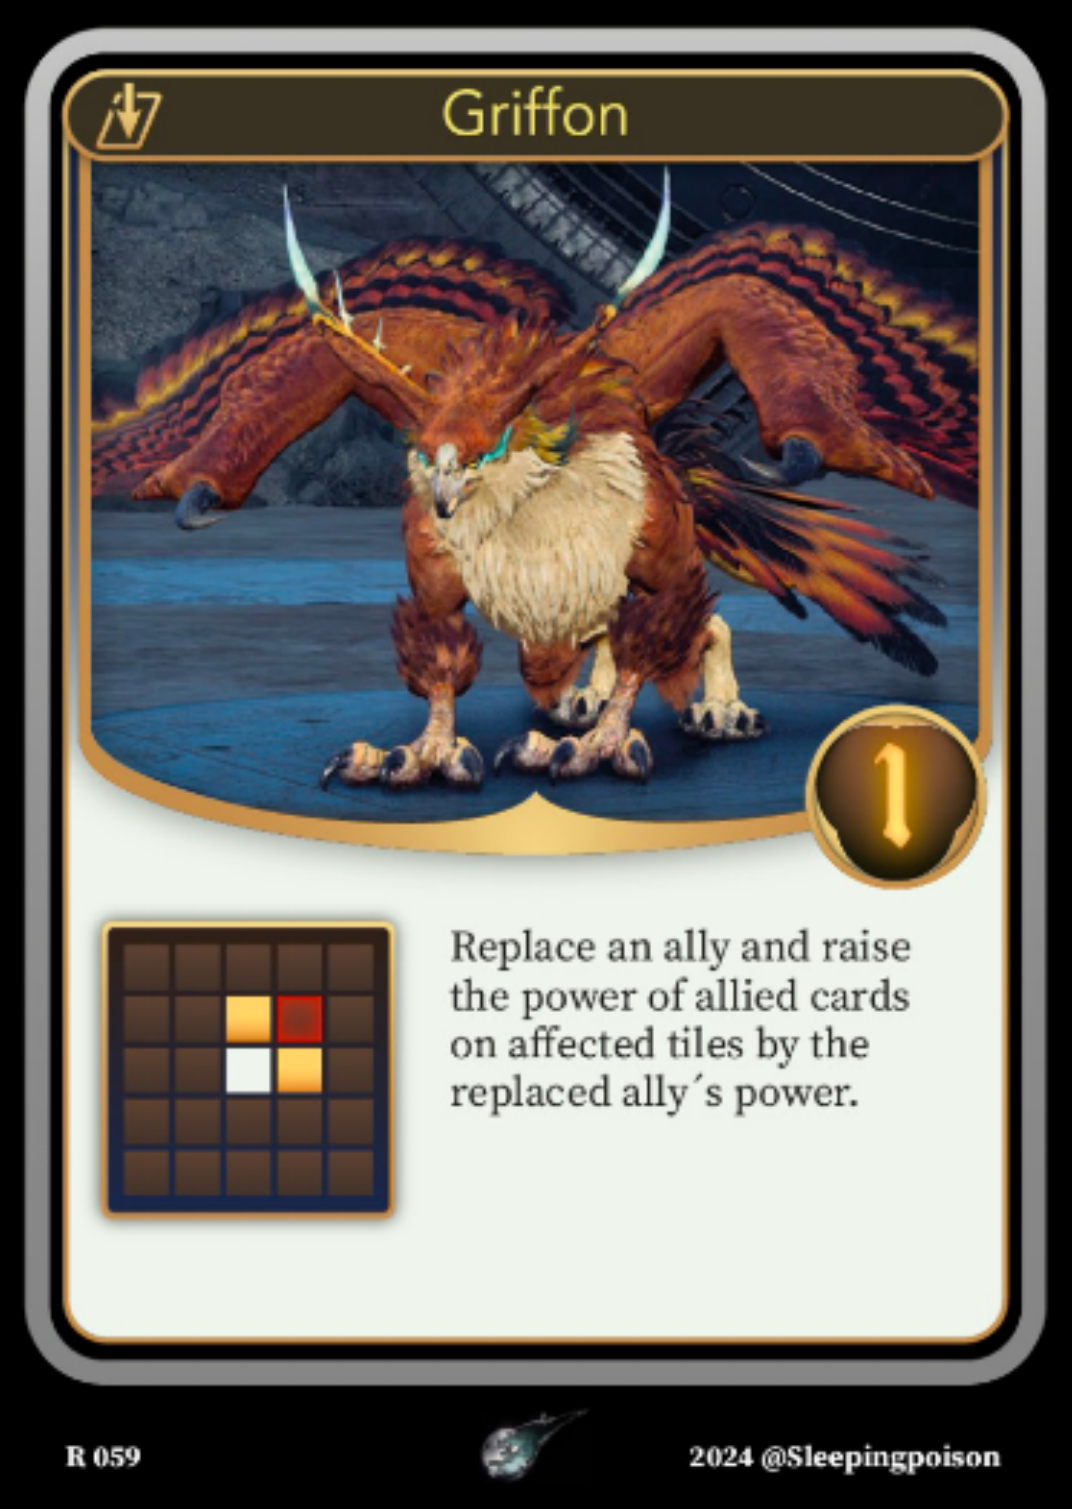 Griffon
1
Replace an ally and raise
the power of allied cards
on affected tiles by the
replaced ally´s power.
R 059
2024 @Sleepingpoison